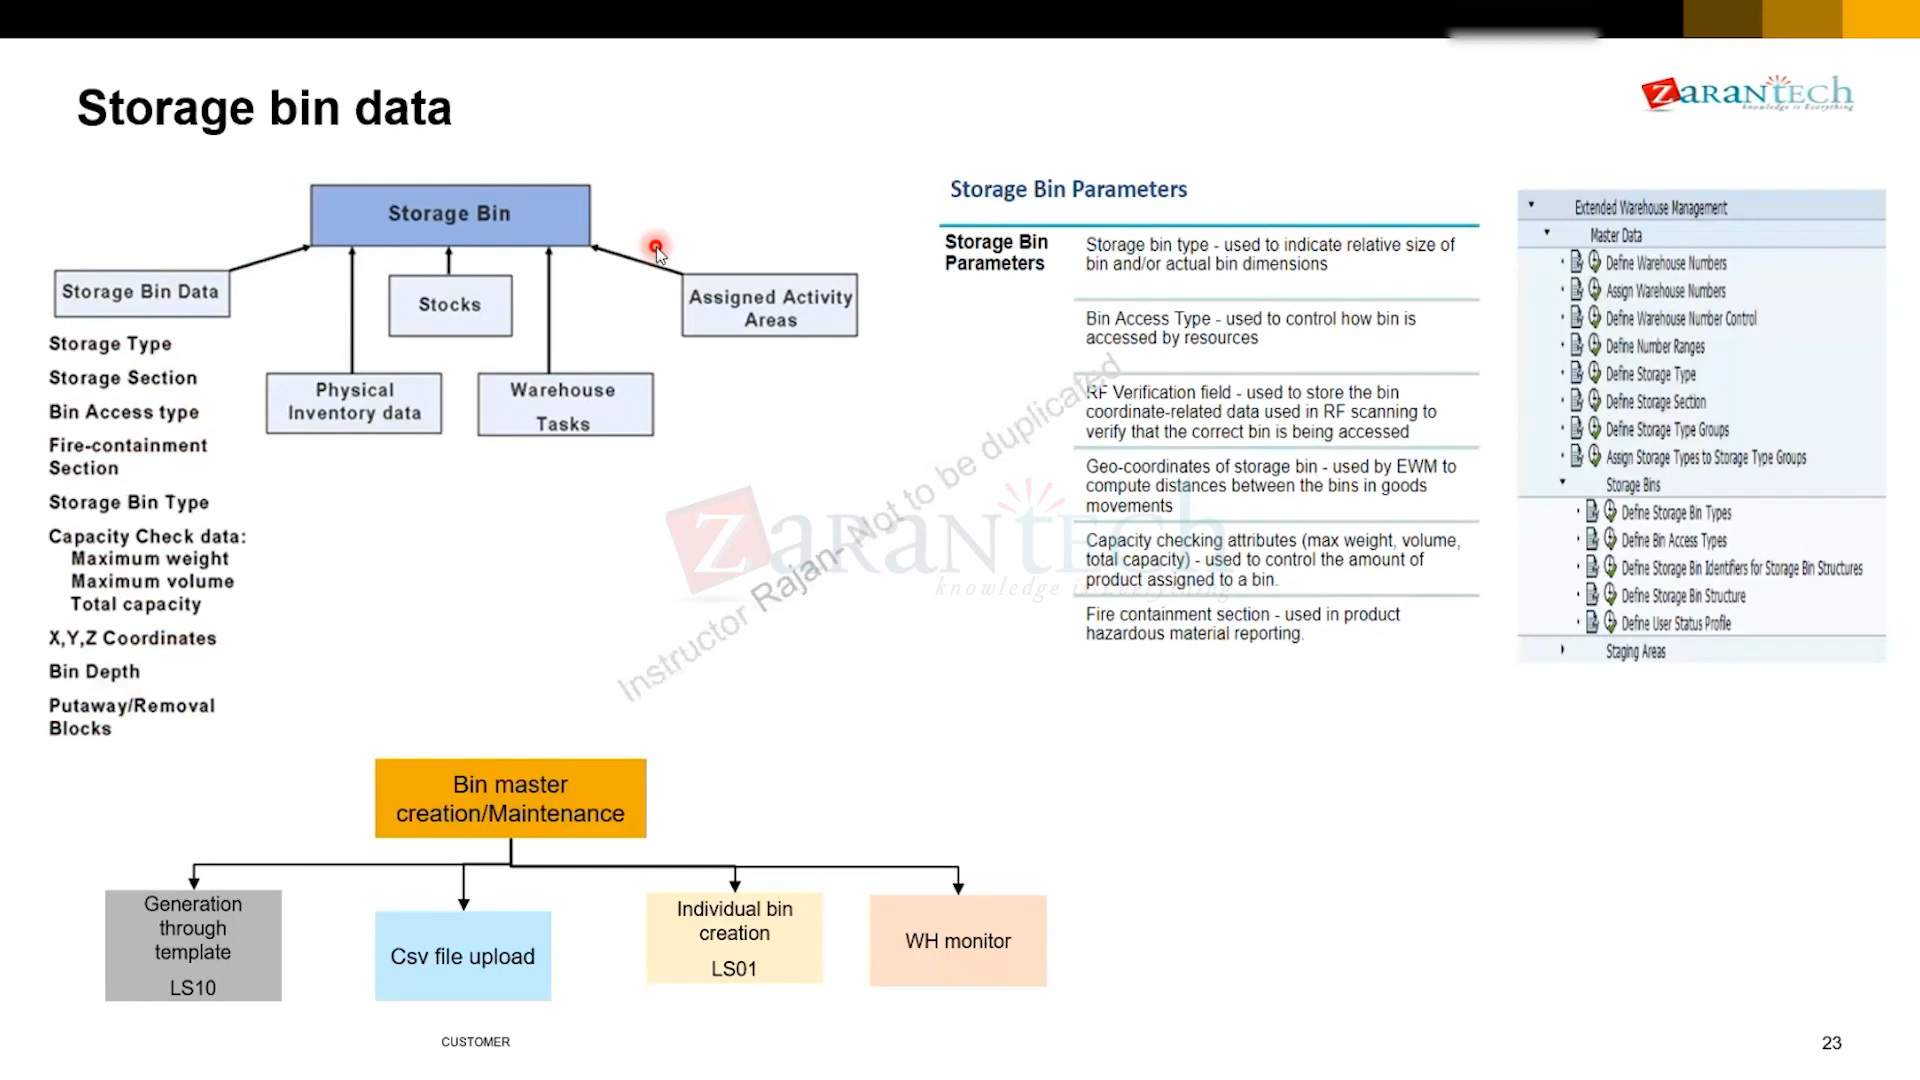 Storage bin data
ZARANTECH
knowledge is Everything
Storage Bin
Storage Bin Data
Stocks
Assigned Activity
Areas
Physical
Inventory data
Warehouse
Tasks
Storage Type
Storage Section
Bin Access type
Fire-containment
Section
Storage Bin Type
Capacity Check data:
Maximum weight
Maximum volume
Total capacity
X,Y,Z Coordinates
Bin Depth
Putaway/Removal
Blocks
Storage Bin Parameters
Storage Bin
Parameters
Storage bin type - used to indicate relative size of
bin and/or actual bin dimensions
Bin Access Type - used to control how bin is
accessed by resources
RF Verification field - used to store the bin
coordinate-related data used in RF scanning to
verify that the correct bin is being accessed
Geo-coordinates of storage bin - used by EWM to
compute distances between the bins in goods
movements
Capacity checking attributes (max weight, volume,
total capacity) - used to control the amount of
product assigned to a bin.
Fire containment section - used in product
hazardous material reporting.
Extended Warehouse Management
Master Data
Define Warehouse Numbers
Assign Warehouse Numbers
Define Warehouse Number Control
Define Number Ranges
Define Storage Type
Define Storage Section
Define Storage Type Groups
Assign Storage Types to Storage Type Groups
Storage Bins
Define Storage Bin Types
Define Bin Access Types
Define Storage Bin Identifiers for Storage Bin Structures
Define Storage Bin Structure
Define User Status Profile
Staging Areas
Instructor Rajan- Not to be duplicated
ZARANTECH
knowledge is Everything
Bin master
creation/Maintenance
Generation
through
template
LS10
Csv file upload
Individual bin
creation
LS01
WH monitor
CUSTOMER
23